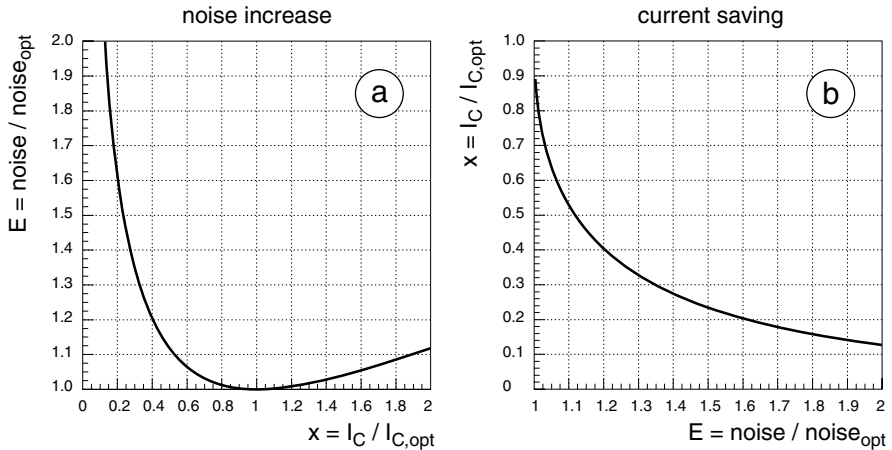 noise increase
E = noise / noise_opt
2.0
1.9
1.8
1.7
1.6
1.5
1.4
1.3
1.2
1.1
1.0
a
0 0.2 0.4 0.6 0.8 1 1.2 1.4 1.6 1.8 2
x = I_C / I_C,opt
current saving
x = I_C / I_C,opt
1.0
0.9
0.8
0.7
0.6
0.5
0.4
0.3
0.2
0.1
0
b
1 1.1 1.2 1.3 1.4 1.5 1.6 1.7 1.8 1.9 2
E = noise / noise_opt